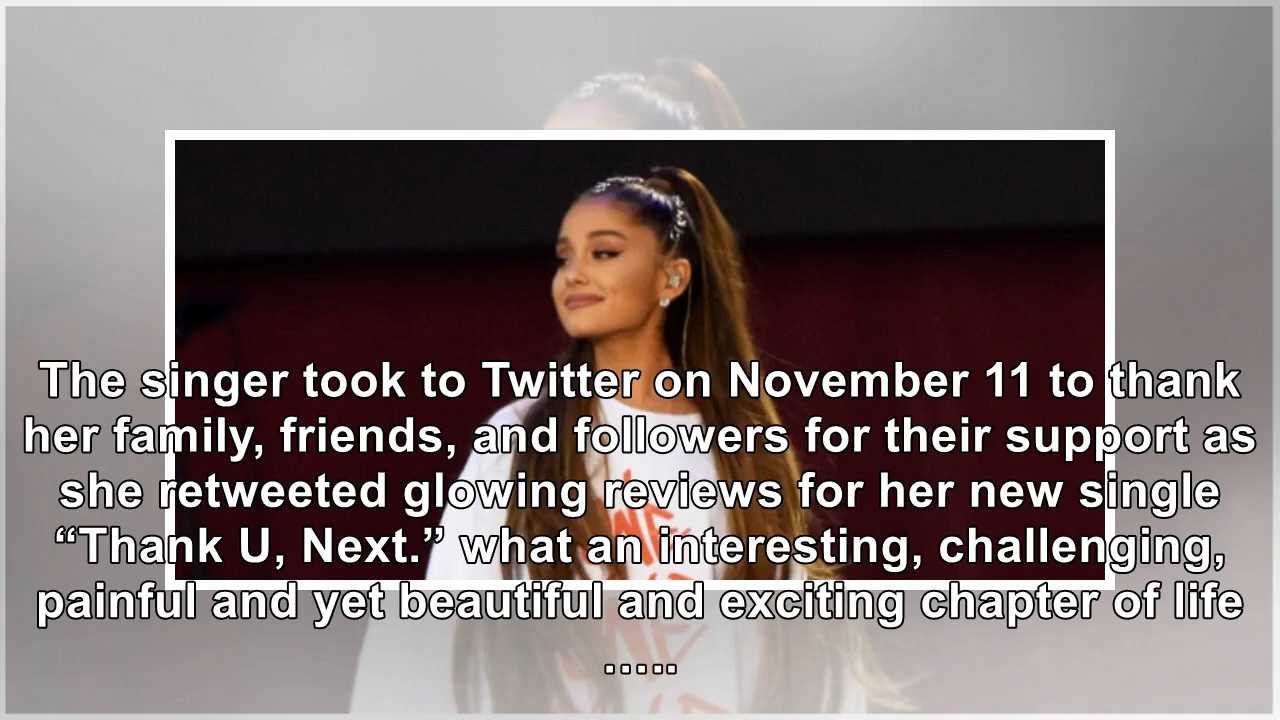 The singer took to Twitter on November 11 to thank
her family, friends, and followers for their support as
she retweeted glowing reviews for her new single
“Thank U, Next.” what an interesting, challenging,
painful and yet beautiful and exciting chapter of life
.....